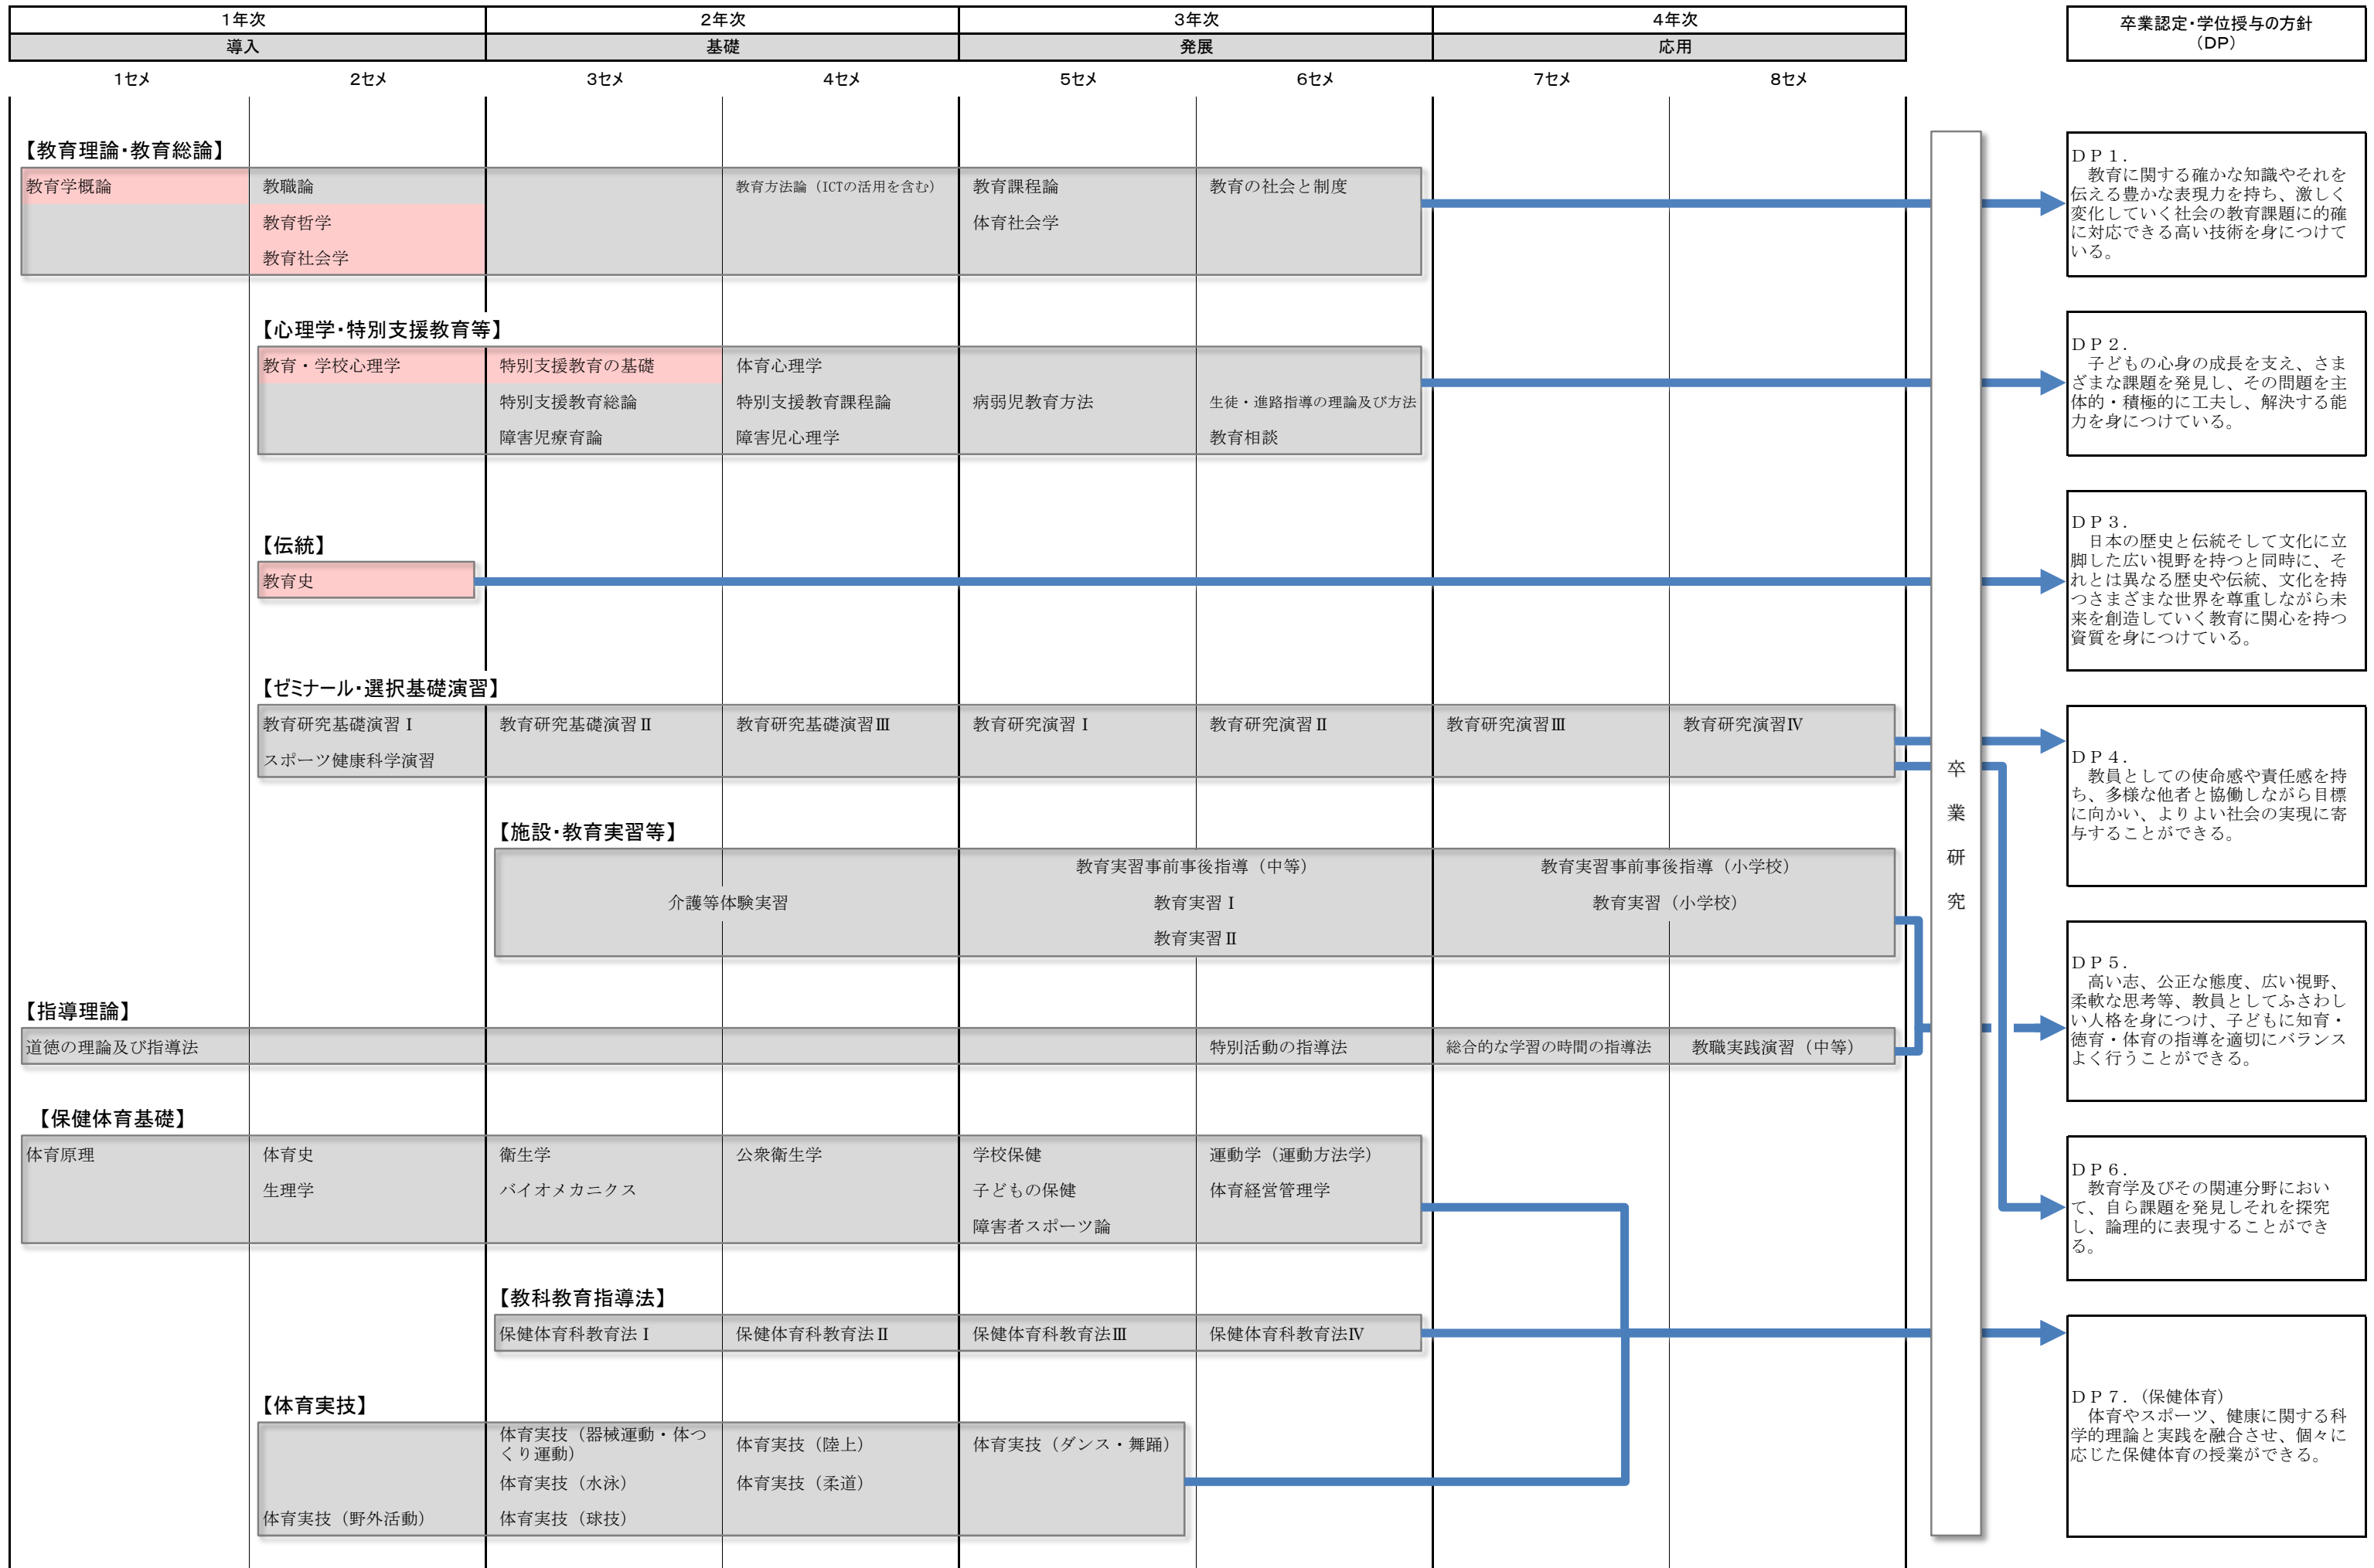 1年次
2年次
3年次
4年次
導入
基礎
発展
応用
1セメ
2セメ
3セメ
4セメ
5セメ
6セメ
7セメ
8セメ
卒業認定・学位授与の方針
（DP）
【教育理論・教育総論】
教育学概論
教職論
教育方法論（ICTの活用を含む）
教育課程論
教育の社会と制度
教育哲学
体育社会学
教育社会学
【心理学・特別支援教育等】
教育・学校心理学
特別支援教育の基礎
体育心理学
特別支援教育総論
特別支援教育課程論
病弱児教育方法
生徒・進路指導の理論及び方法
障害児療育論
障害児心理学
教育相談
【伝統】
教育史
【ゼミナール・選択基礎演習】
教育研究基礎演習Ⅰ
教育研究基礎演習Ⅱ
教育研究基礎演習Ⅲ
教育研究演習Ⅰ
教育研究演習Ⅱ
教育研究演習Ⅲ
教育研究演習Ⅳ
スポーツ健康科学演習
【施設・教育実習等】
教育実習事前事後指導（中等）
教育実習事前事後指導（小学校）
介護等体験実習
教育実習Ⅰ
教育実習（小学校）
教育実習Ⅱ
【指導理論】
道徳の理論及び指導法
特別活動の指導法
総合的な学習の時間の指導法
教職実践演習（中等）
【保健体育基礎】
体育原理
体育史
衛生学
公衆衛生学
学校保健
運動学（運動方法学）
生理学
バイオメカニクス
子どもの保健
体育経営管理学
障害者スポーツ論
【教科教育指導法】
保健体育科教育法Ⅰ
保健体育科教育法Ⅱ
保健体育科教育法Ⅲ
保健体育科教育法Ⅳ
【体育実技】
体育実技（器械運動・体つ
くり運動）
体育実技（陸上）
体育実技（ダンス・舞踊）
体育実技（水泳）
体育実技（柔道）
体育実技（野外活動）
体育実技（球技）
卒
業
研
究
ＤＰ１．
教育に関する確かな知識やそれを
伝える豊かな表現力を持ち、激しく
変化していく社会の教育課題に的確
に対応できる高い技術を身につけて
いる。
ＤＰ２．
子どもの心身の成長を支え、さま
ざまな課題を発見し、その問題を主
体的・積極的に工夫し、解決する能
力を身につけている。
ＤＰ３．
日本の歴史と伝統そして文化に立
脚した広い視野を持つと同時に、そ
れとは異なる歴史や伝統、文化を持
つさまざまな世界を尊重しながら未
来を創造していく教育に関心を持つ
資質を身につけている。
ＤＰ４．
教員としての使命感や責任感を持
ち、多様な他者と協働しながら目標
に向かい、よりよい社会の実現に寄
与することができる。
ＤＰ５．
高い志、公正な態度、広い視野、
柔軟な思考等、教員としてふさわし
い人格を身につけ、子どもに知育・
徳育・体育の指導を適切にバランス
よく行うことができる。
ＤＰ６．
教育学及びその関連分野におい
て、自ら課題を発見しそれを探究
し、論理的に表現することができ
る。
ＤＰ７．（保健体育）
体育やスポーツ、健康に関する科
学的理論と実践を融合させ、個々に
応じた保健体育の授業ができる。